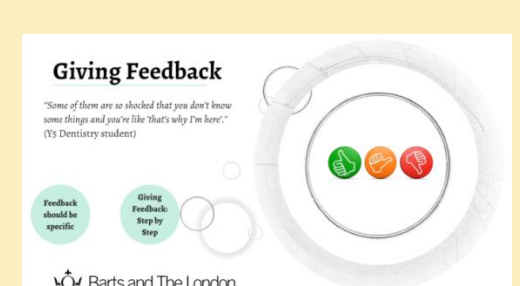 Giving Feedback
"Some of them are so shocked that you don't know
some things and you're like 'that's why I'm here'."
(Y5 Dentistry student)
Feedback
should be
specific
Giving
Feedback:
Step by
Step
Barts and The London